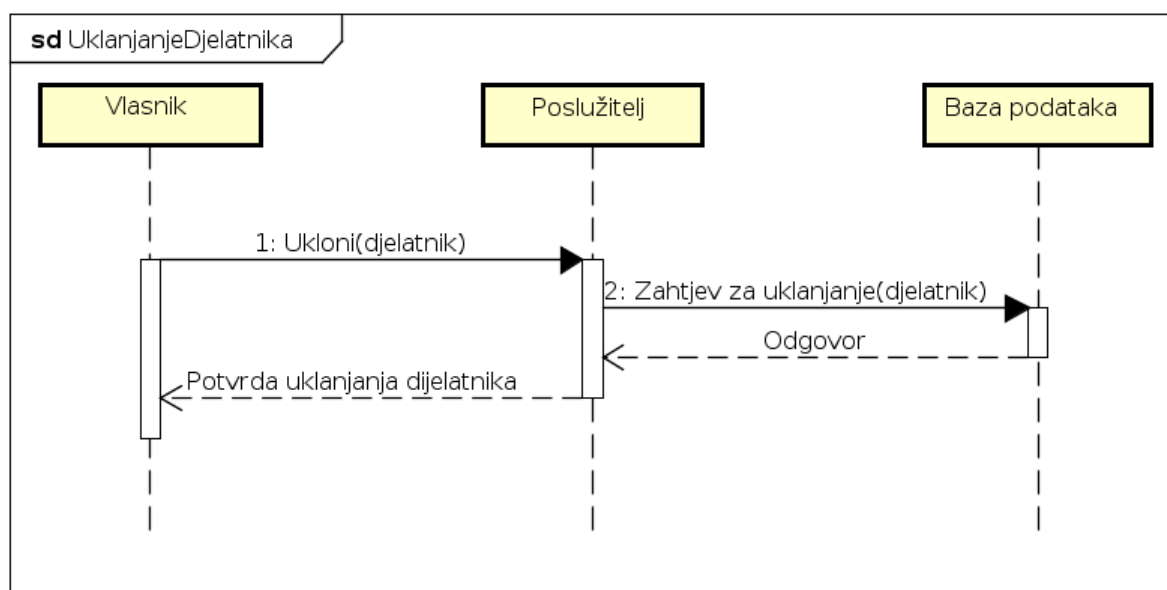 sd UklanjanjeDjelatnika
Vlasnik
Poslužitelj
Baza podataka
1: Ukloni(djelatnik)
2: Zahtjev za uklanjanje(djelatnik)
Odgovor
Potvrda uklanjanja dijelatnika